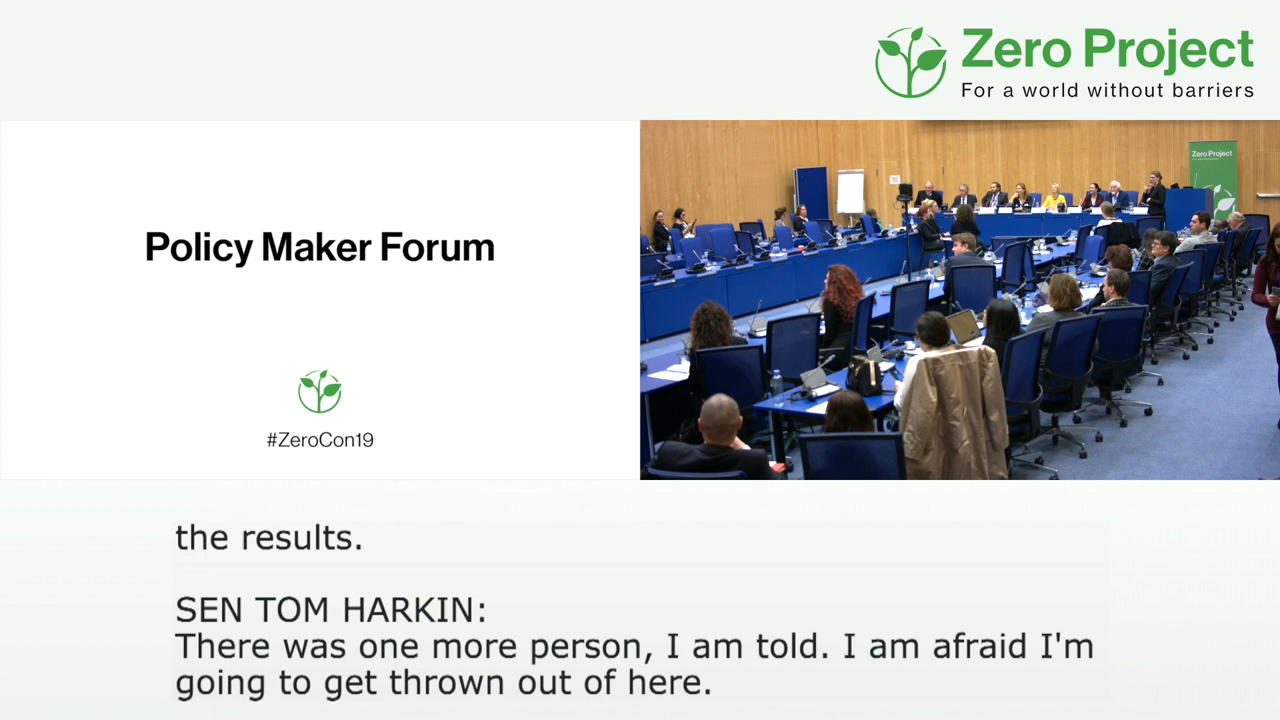 Zero Project
For a world without barriers
Policy Maker Forum
#ZeroCon19
Zero Project
the results.
SEN TOM HARKIN:
There was one more person, I am told. I am afraid I'm
going to get thrown out of here.